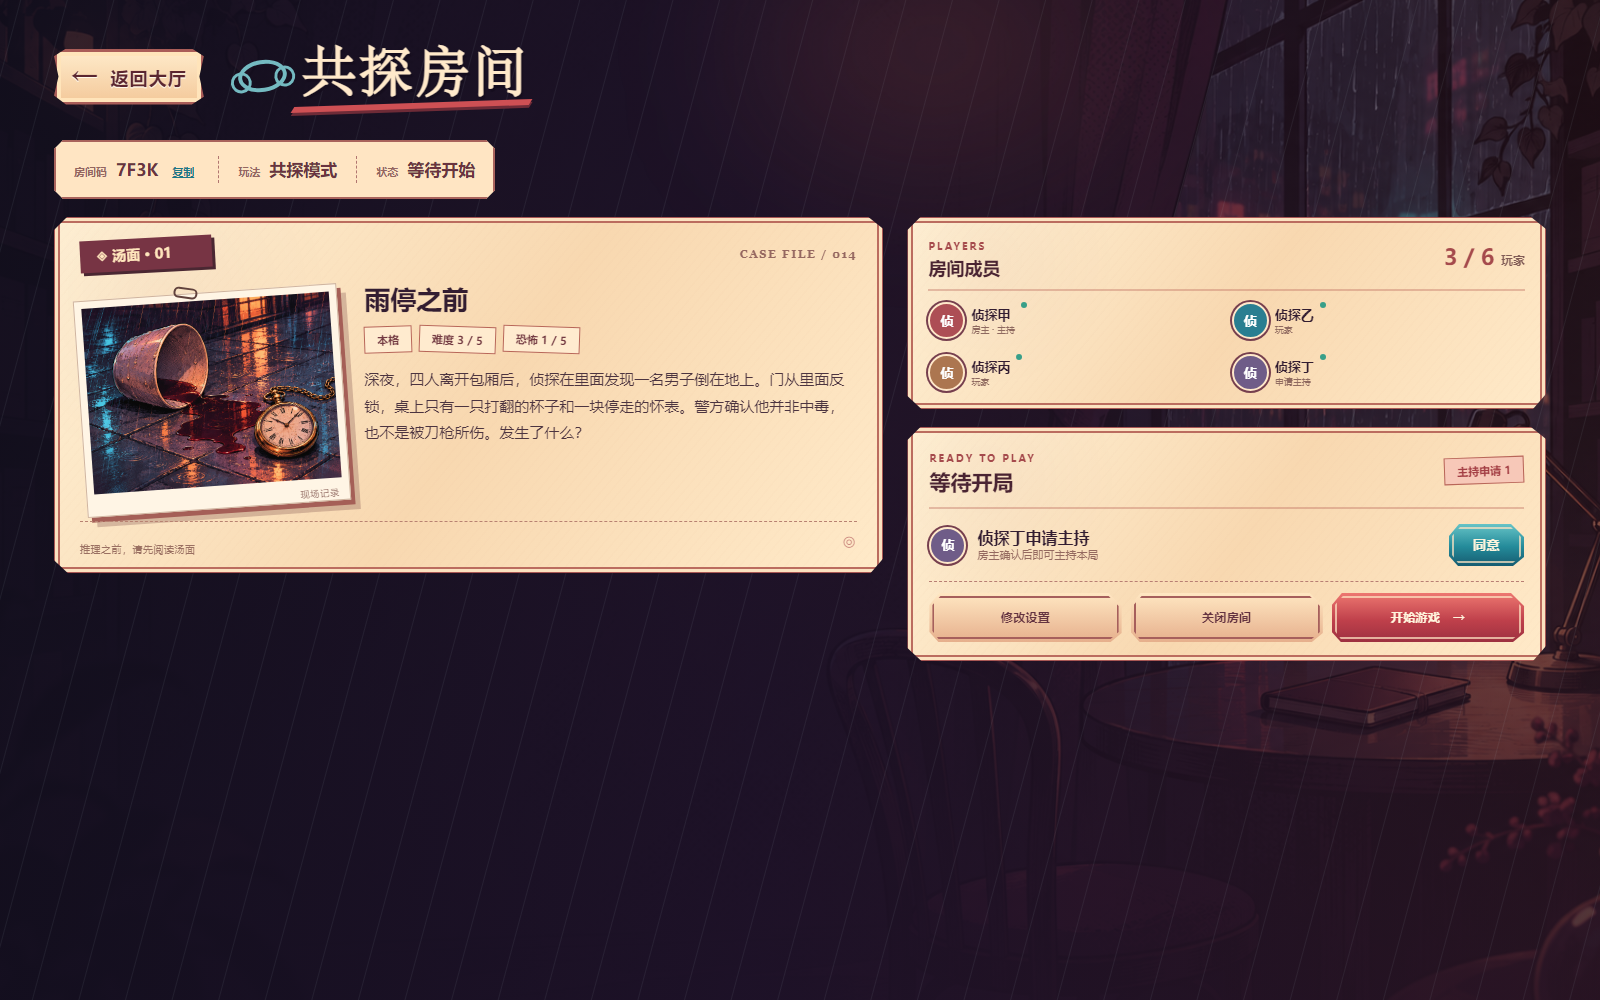 ← 返回大厅
共探房间
房间码 7F3K 复制 玩法 共探模式 状态 等待开始
◈ 汤面 • 01
CASE FILE / 014
雨停之前
本格 难度 3 / 5 恐怖 1 / 5
深夜，四人离开包厢后，侦探在里面发现一名男子倒在地上。门从里面反
锁，桌上只有一只打翻的杯子和一块停走的怀表。警方确认他并非中毒，
也不是被刀枪所伤。发生了什么？
现场记录
推理之前，请先阅读汤面
PLAYERS
房间成员
3 / 6 玩家
侦 侦探甲
房主 · 主持
侦 侦探乙
玩家
侦 侦探丙
玩家
侦 侦探丁
申请主持
READY TO PLAY
等待开局
主持申请 1
侦 侦探丁申请主持
房主确认后即可主持本局
同意
修改设置 关闭房间 开始游戏 →